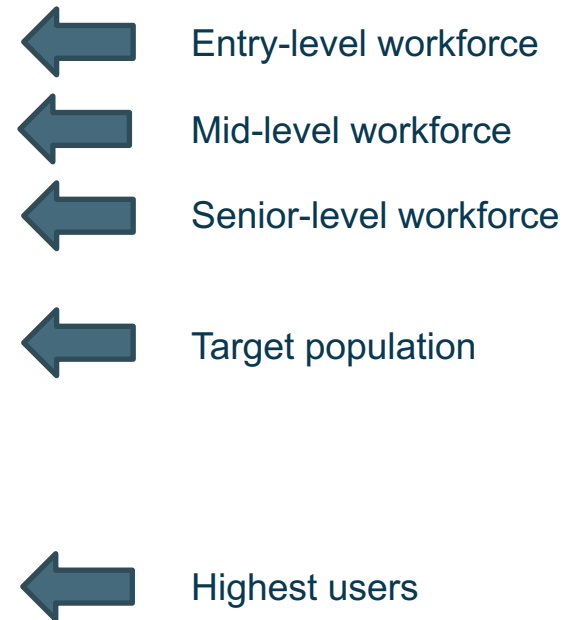 Entry-level workforce
Mid-level workforce
Senior-level workforce
Target population
Highest users